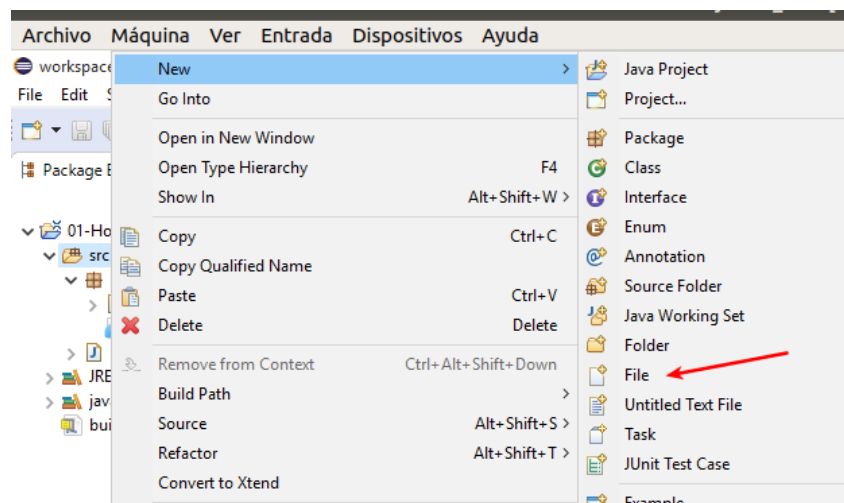 Archivo Máquina Ver Entrada Dispositivos Ayuda
workspace
File Edit
Package
01-Ho
src
JRE
jav
bui
New
Go Into
Open in New Window
Open Type Hierarchy F4
Show In Alt+Shift+W >
Copy Ctrl+C
Copy Qualified Name
Paste Ctrl+V
Delete Delete
Remove from Context Ctrl+Alt+Shift+Down
Build Path
Source Alt+Shift+S >
Refactor Alt+Shift+T >
Convert to Xtend
Java Project
Project...
Package
Class
Interface
Enum
Annotation
Source Folder
Java Working Set
Folder
File
Untitled Text File
Task
JUnit Test Case
Example